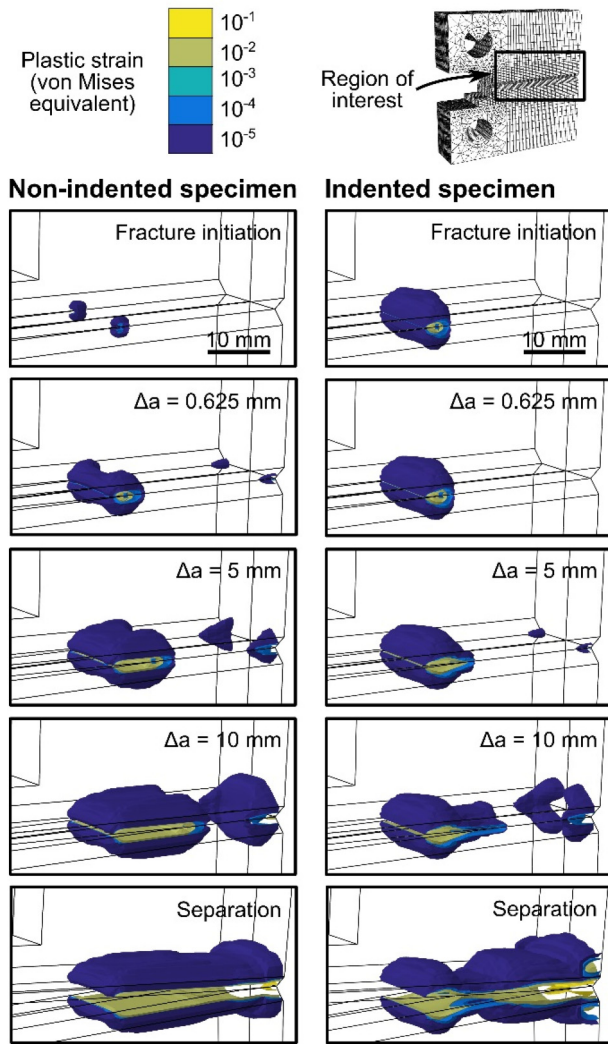 Plastic strain
(von Mises
equivalent)
10⁻¹
10⁻²
10⁻³
10⁻⁴
10⁻⁵
Region of
interest
Non-indented specimen
Indented specimen
Fracture initiation
10 mm
Fracture initiation
10 mm
Δa = 0.625 mm
Δa = 0.625 mm
Δa = 5 mm
Δa = 5 mm
Δa = 10 mm
Δa = 10 mm
Separation
Separation